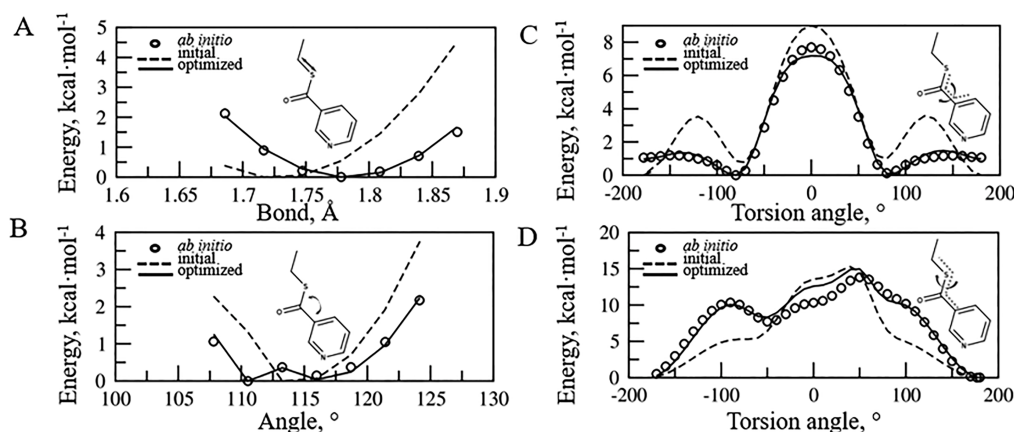 A
Energy, kcal·mol-1
5
4
3
2
1
0
ab initio
initial
optimized
S
O
N
1.6
1.65
1.7
1.75
1.8
1.85
1.9
Bond, Å
B
Energy, kcal·mol-1
4
3
2
1
0
ab initio
initial
optimized
S
O
N
100
105
110
115
120
125
130
Angle, °
C
Energy, kcal·mol-1
8
6
4
2
0
ab initio
initial
optimized
S
O
N
-200
-100
0
100
200
Torsion angle, °
D
Energy, kcal·mol-1
20
15
10
5
0
ab initio
initial
optimized
S
O
N
-200
-100
0
100
200
Torsion angle, °